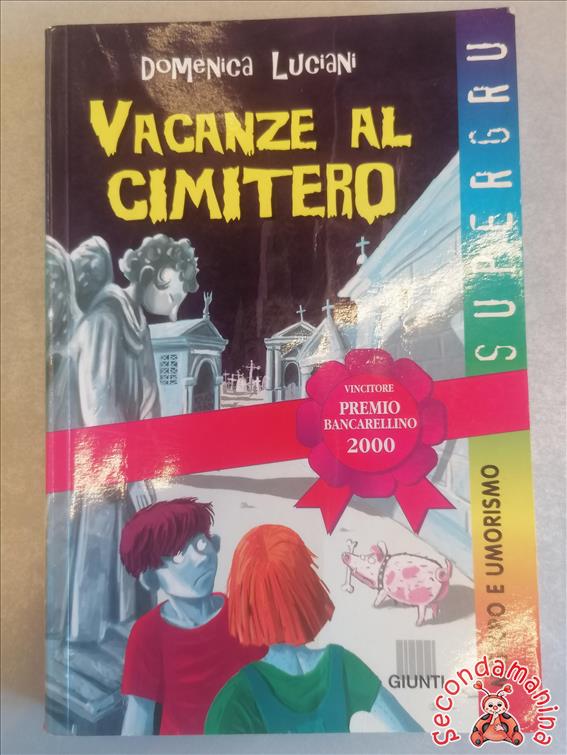 DOMENICA LUCIANI
VACANZE AL
CIMITERO
SUPERGRU
VINCITORE
PREMIO
BANCARELLINO
2000
E UMORISMO
GIUNTI
Secondamanina